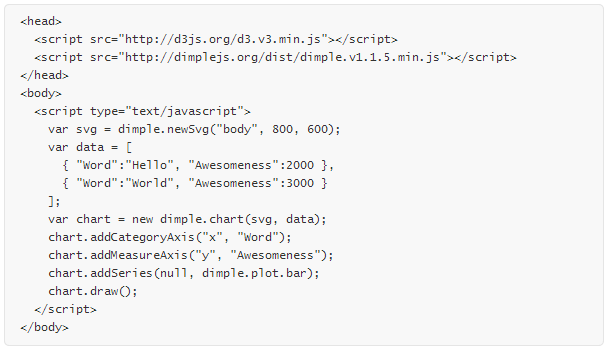 <head>
  <script src="http://d3js.org/d3.v3.min.js"></script>
  <script src="http://dimplejs.org/dist/dimple.v1.1.5.min.js"></script>
</head>
<body>
  <script type="text/javascript">
    var svg = dimple.newSvg("body", 800, 600);
    var data = [
      { "Word":"Hello", "Awesomeness":2000 },
      { "Word":"World", "Awesomeness":3000 }
    ];
    var chart = new dimple.chart(svg, data);
    chart.addCategoryAxis("x", "Word");
    chart.addMeasureAxis("y", "Awesomeness");
    chart.addSeries(null, dimple.plot.bar);
    chart.draw();
  </script>
</body>